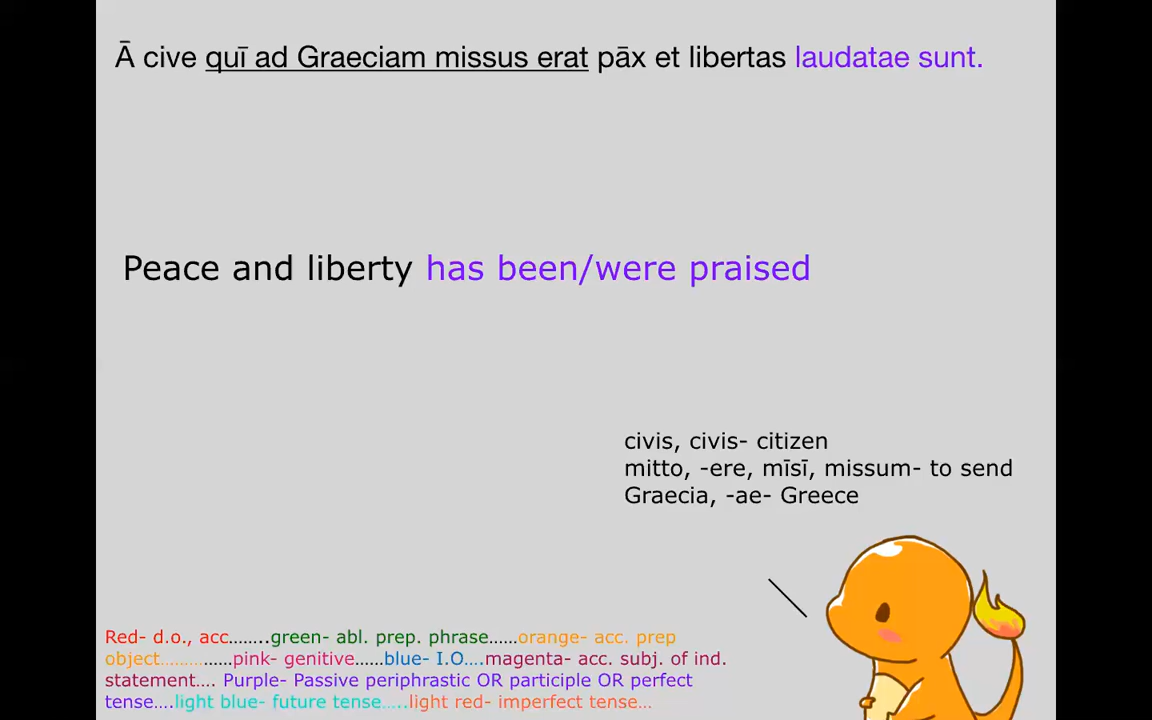 Ā cive quī ad Graeciam missus erat pāx et libertas laudatae sunt.
Peace and liberty has been/were praised
civis, civis- citizen
mitto, -ere, mīsī, missum- to send
Graecia, -ae- Greece
Red- d.o., acc……..green- abl. prep. phrase……orange- acc. prep
object………..……pink- genitive……blue- I.O….magenta- acc. subj. of ind.
statement…. Purple- Passive periphrastic OR participle OR perfect
tense….light blue- future tense…..light red- imperfect tense…